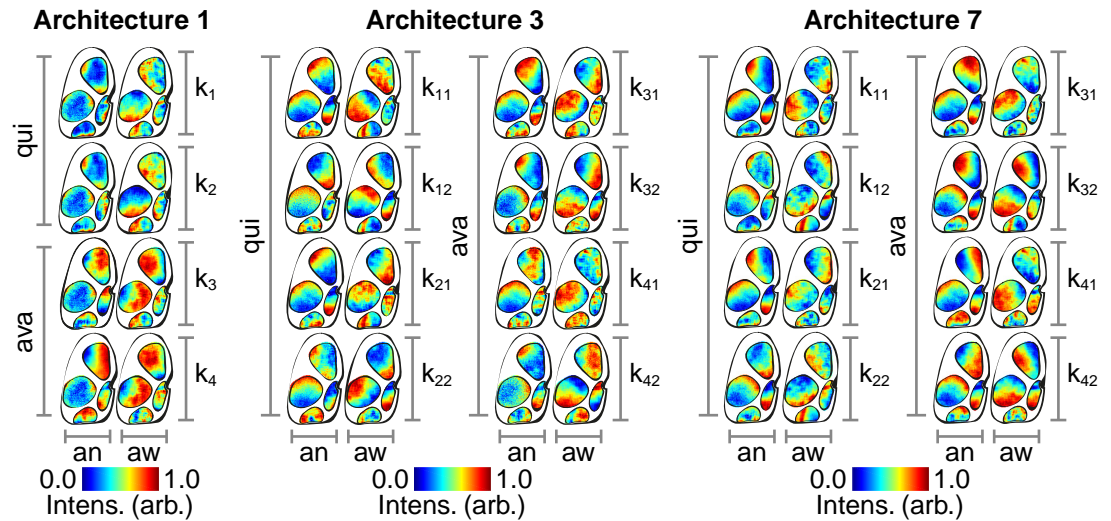 Architecture 1
Architecture 3
Architecture 7
qui
ava
k1
k2
k3
k4
an aw
0.0 1.0
Intens. (arb.)
qui
k11
k12
k21
k22
an aw
ava
k31
k32
k41
k42
an aw
0.0 1.0
Intens. (arb.)
qui
k11
k12
k21
k22
an aw
ava
k31
k32
k41
k42
an aw
0.0 1.0
Intens. (arb.)